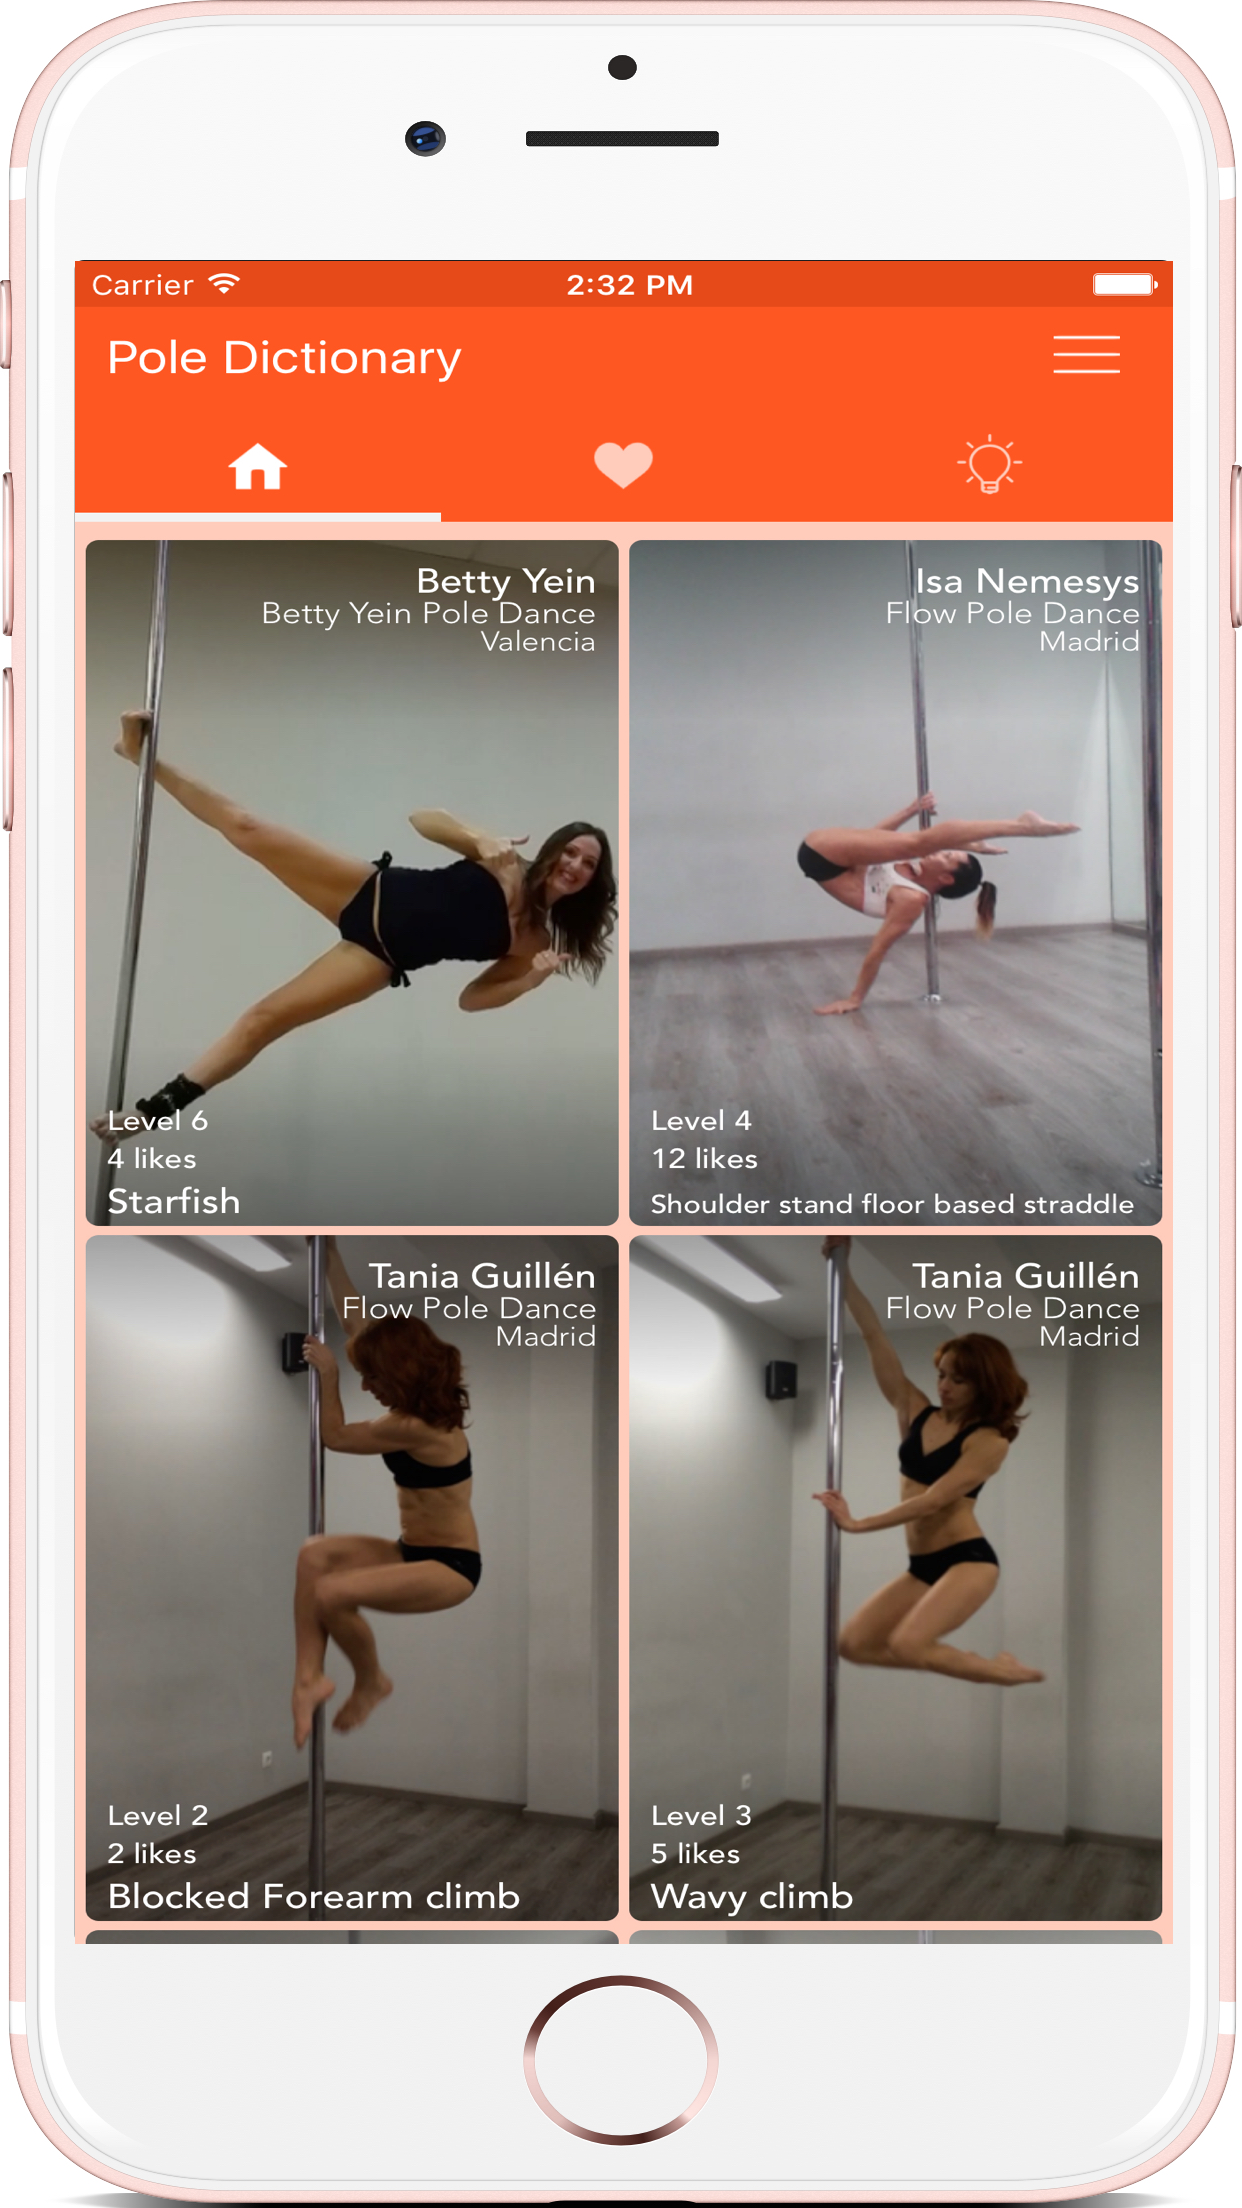 Carrier 2:32 PM
Pole Dictionary
Betty Yein
Betty Yein Pole Dance
Valencia
Level 6
4 likes
Starfish
Isa Nemesys
Flow Pole Dance
Madrid
Level 4
12 likes
Shoulder stand floor based straddle
Tania Guillén
Flow Pole Dance
Madrid
Level 2
2 likes
Blocked Forearm climb
Tania Guillén
Flow Pole Dance
Madrid
Level 3
5 likes
Wavy climb